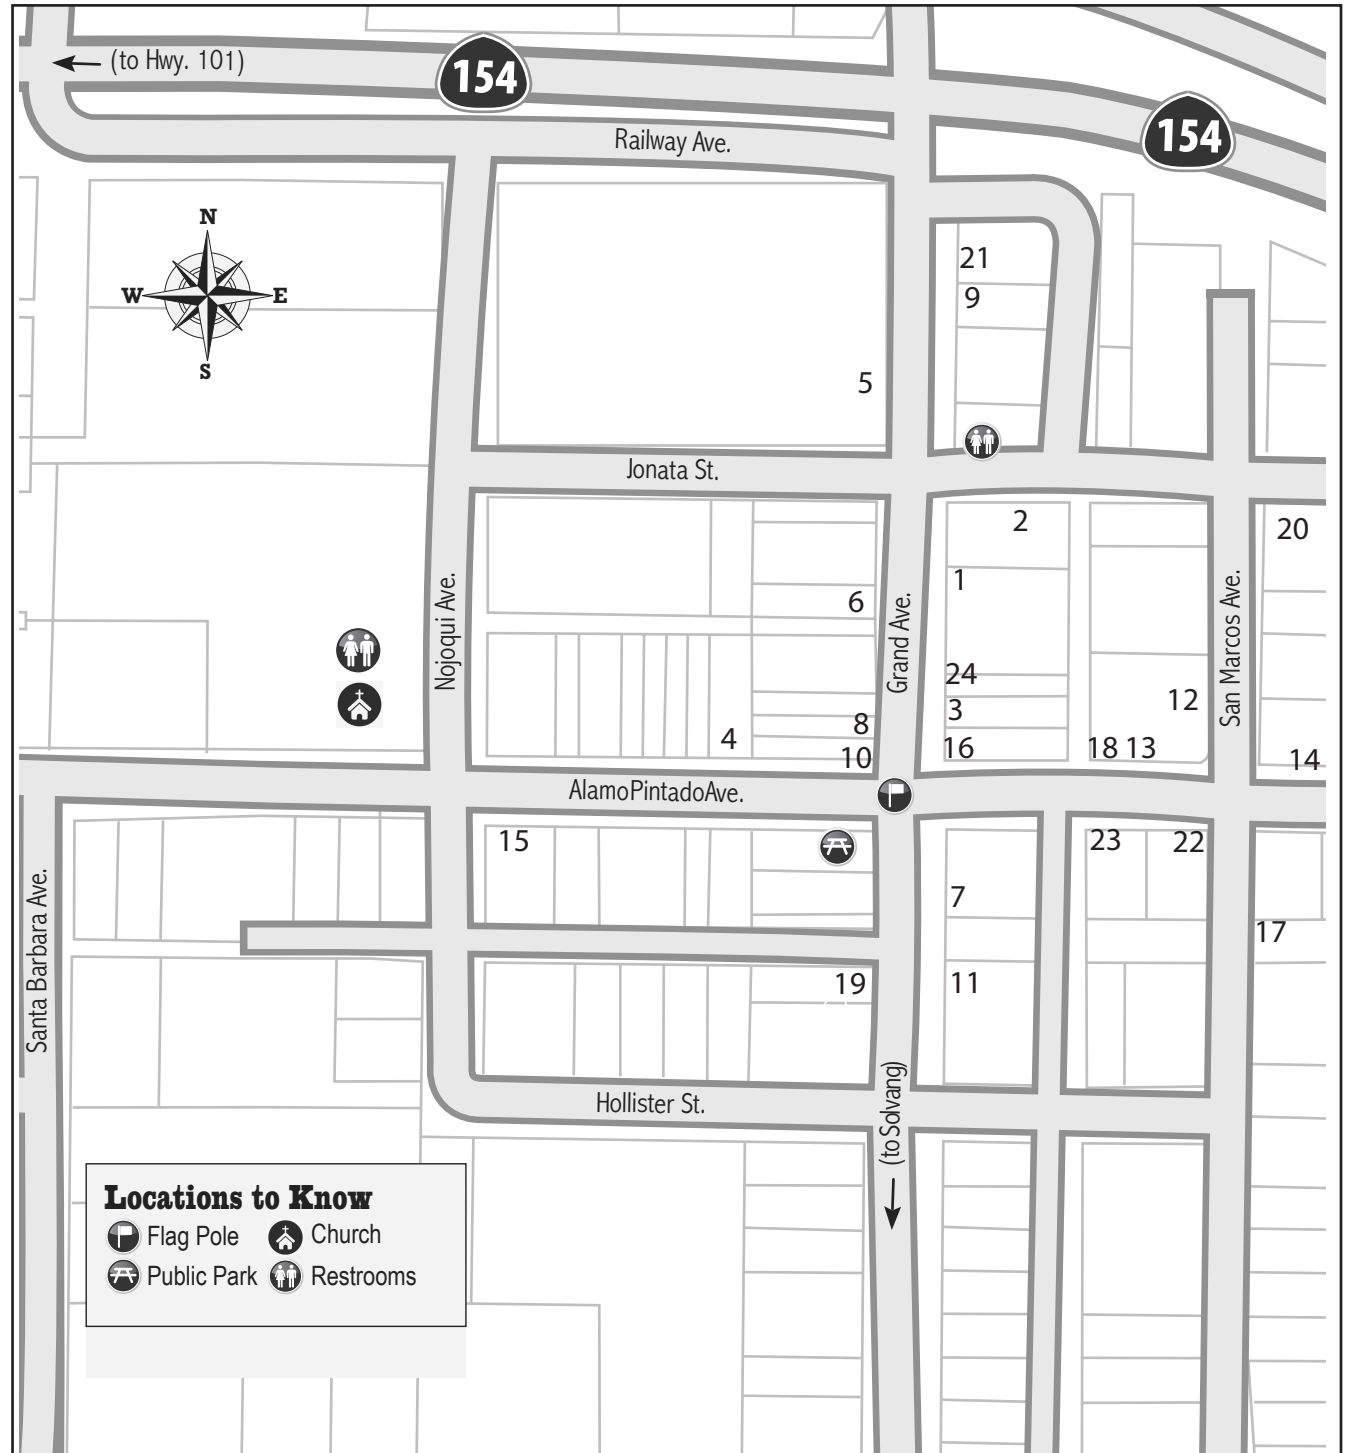 (to Hwy. 101)
154
154
Railway Ave.
N
W
E
S
21
9
5
Jonata St.
2
20
1
6
Nojoqui Ave.
Grand Ave.
San Marcos Ave.
24
12
3
8
4
16
18 13
10
14
AlamoPintadoAve.
15
23
22
7
Santa Barbara Ave.
17
19
11
Hollister St.
(to Solvang)
Locations to Know
Flag Pole
Church
Public Park
Restrooms